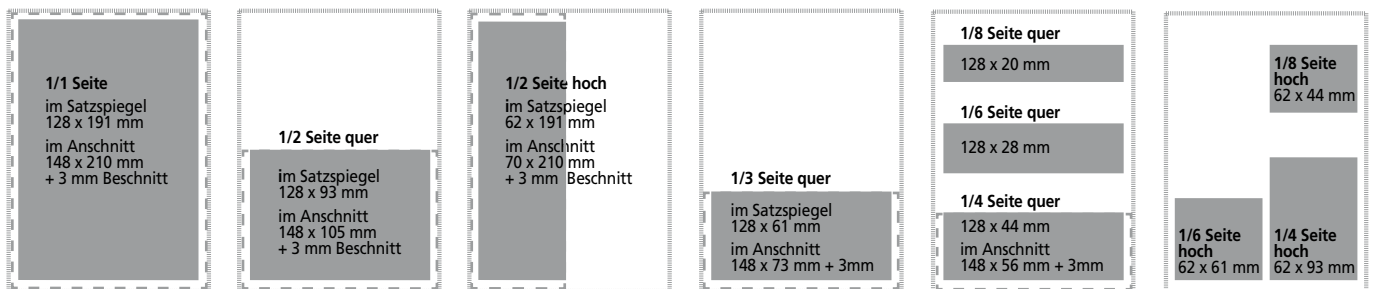 1/1 Seite
im Satzspiegel
128 x 191 mm
im Anschnitt
148 x 210 mm
+ 3 mm Beschnitt
1/2 Seite quer
im Satzspiegel
128 x 93 mm
im Anschnitt
148 x 105 mm
+ 3 mm Beschnitt
1/2 Seite hoch
im Satzspiegel
62 x 191 mm
im Anschnitt
70 x 210 mm
+ 3 mm Beschnitt
1/3 Seite quer
im Satzspiegel
128 x 61 mm
im Anschnitt
148 x 73 mm + 3mm
1/8 Seite quer
128 x 20 mm
1/6 Seite quer
128 x 28 mm
1/4 Seite quer
128 x 44 mm
im Anschnitt
148 x 56 mm + 3mm
1/8 Seite
hoch
62 x 44 mm
1/6 Seite
hoch
62 x 61 mm
1/4 Seite
hoch
62 x 93 mm